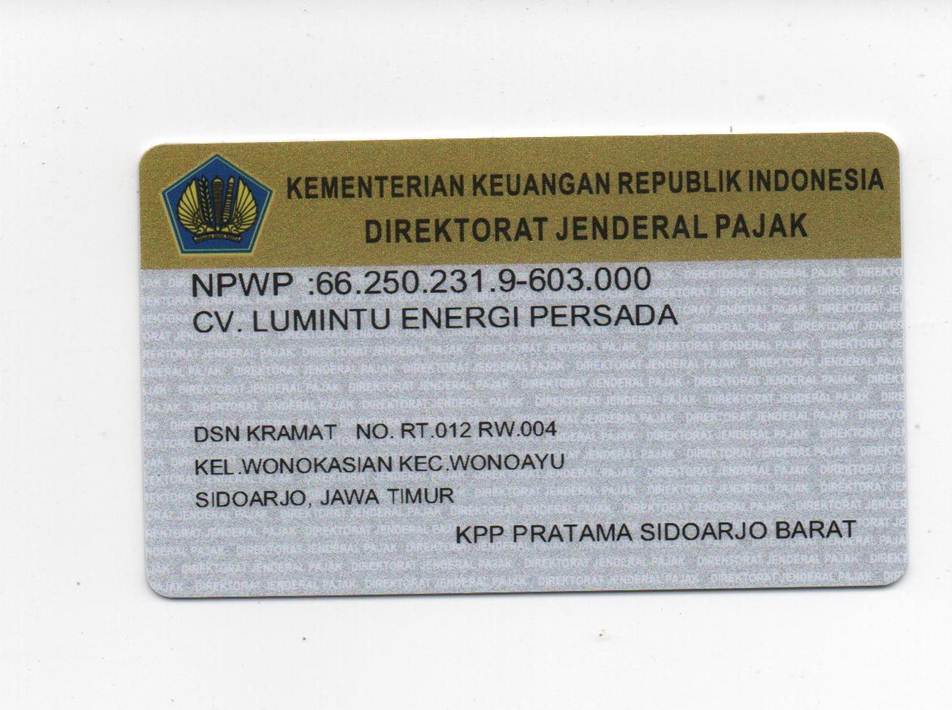 KEMENTERIAN KEUANGAN REPUBLIK INDONESIA
DIREKTORAT JENDERAL PAJAK
NPWP :66.250.231.9-603.000
CV. LUMINTU ENERGI PERSADA
DSN KRAMAT NO. RT.012 RW.004
KEL.WONOKASIAN KEC.WONOAYU
SIDOARJO, JAWA TIMUR
KPP PRATAMA SIDOARJO BARAT